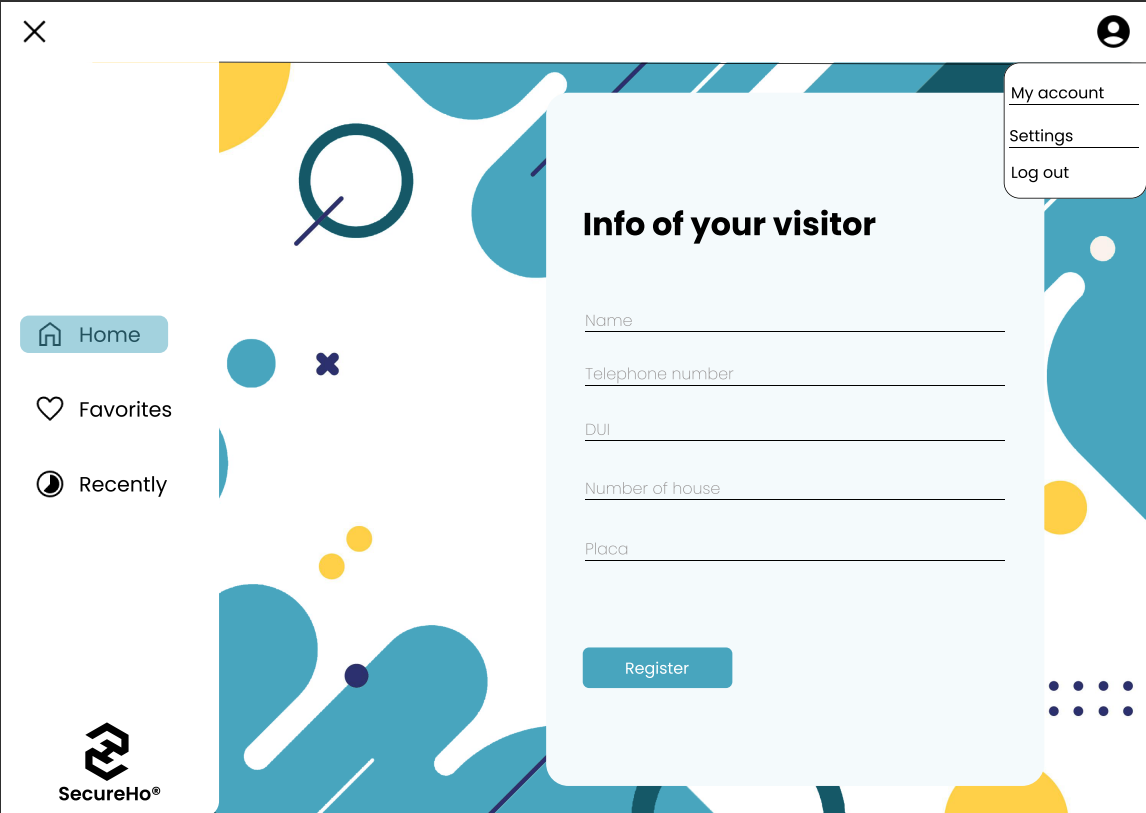 My account
Settings
Log out
Info of your visitor
Name
Telephone number
DUI
Number of house
Placa
Register
Home
Favorites
Recently
SecureHo®